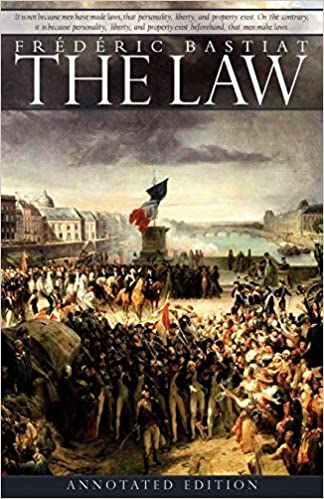 It is not because men have made laws, that personality, liberty, and property exist. On the contrary,
it is because personality, liberty, and property exist beforehand, that men make laws.
FRÉDÉRIC BASTIAT
THE LAW
ANNOTATED EDITION